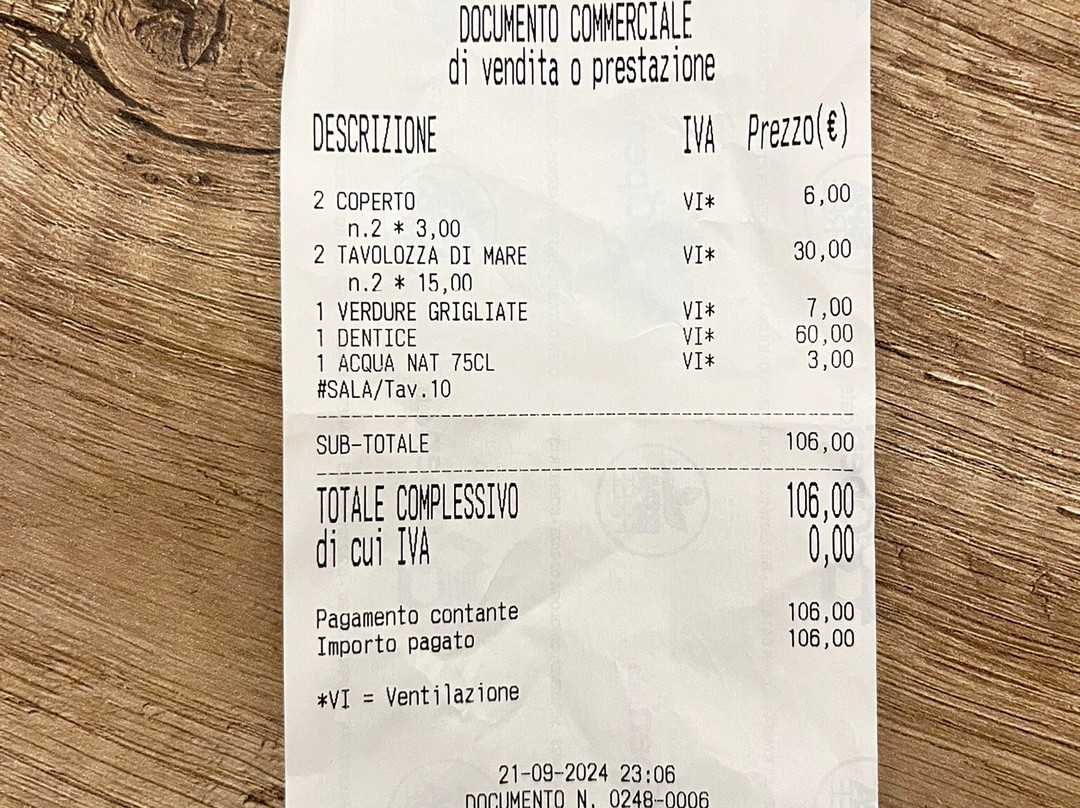 DOCUMENTO COMMERCIALE
di vendita o prestazione
DESCRIZIONE IVA Prezzo(€)
2 COPERTO VI* 6,00
n.2 * 3,00
2 TAVOLOZZA DI MARE VI* 30,00
n.2 * 15,00
1 VERDURE GRIGLIATE VI* 7,00
1 DENTICE VI* 60,00
1 ACQUA NAT 75CL VI* 3,00
#SALA/Tav.10
SUB-TOTALE 106,00
TOTALE COMPLESSIVO 106,00
di cui IVA 0,00
Pagamento contante 106,00
Importo pagato 106,00
*VI = Ventilazione
21-09-2024 23:06
DOCUMENTO N. 0248-0006